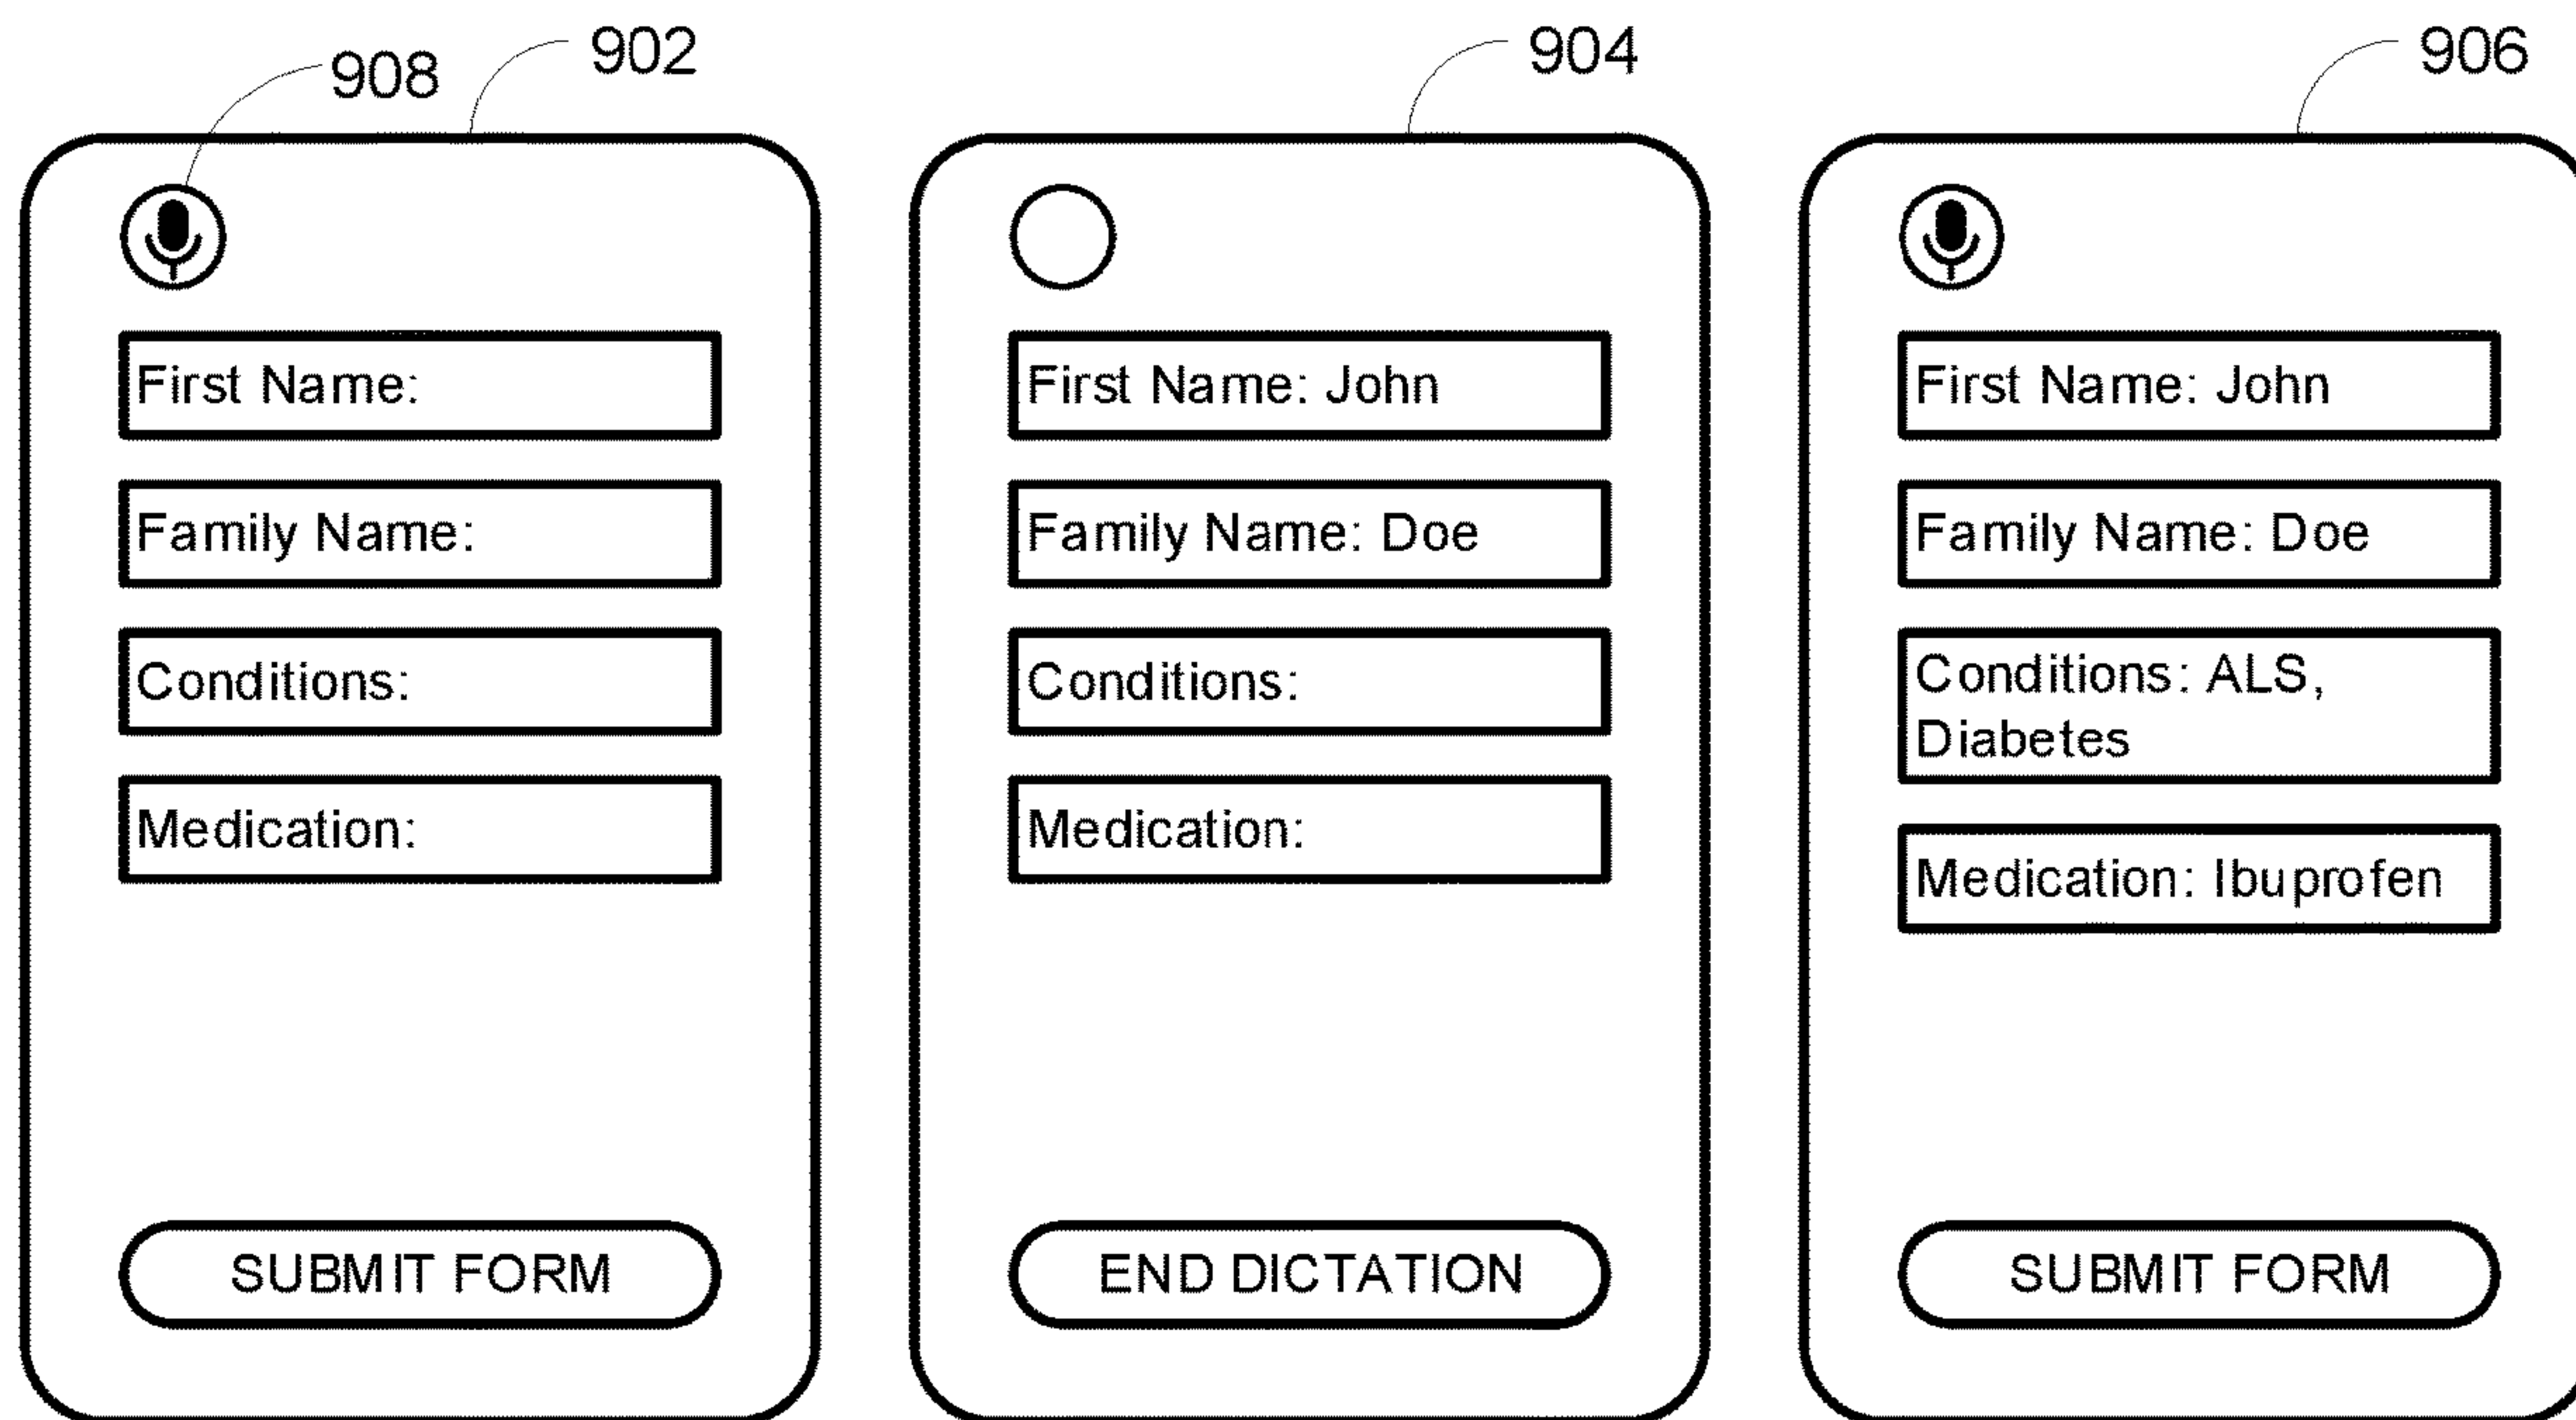 908
902
First Name:
Family Name:
Conditions:
Medication:
SUBMIT FORM
904
First Name: John
Family Name: Doe
Conditions:
Medication:
END DICTATION
906
First Name: John
Family Name: Doe
Conditions: ALS,
Diabetes
Medication: Ibuprofen
SUBMIT FORM